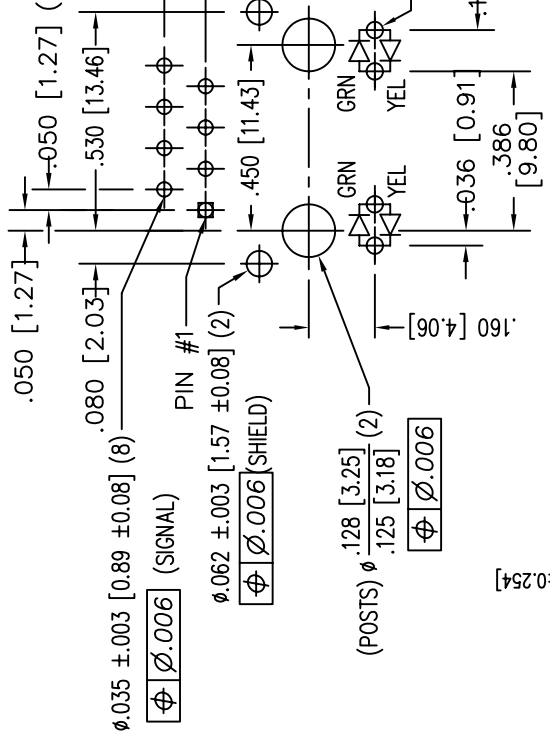 .050 [1.27]
.080 [2.03]
.050 [1.27] (
.530 [13.46]
.450 [11.43]
ø.035 ±.003 [0.89 ±0.08] (8)
⌖ Ø.006 (SIGNAL)
PIN #1
ø.062 ±.003 [1.57 ±0.08] (2)
⌖ Ø.006 (SHIELD)
(POSTS) ø .128 [3.25]
.125 [3.18] (2)
⌖ Ø.006
GRN
YEL
GRN
YEL
.036 [0.91]
.386
[9.80]
.160 [4.06]
.1
±0.254]